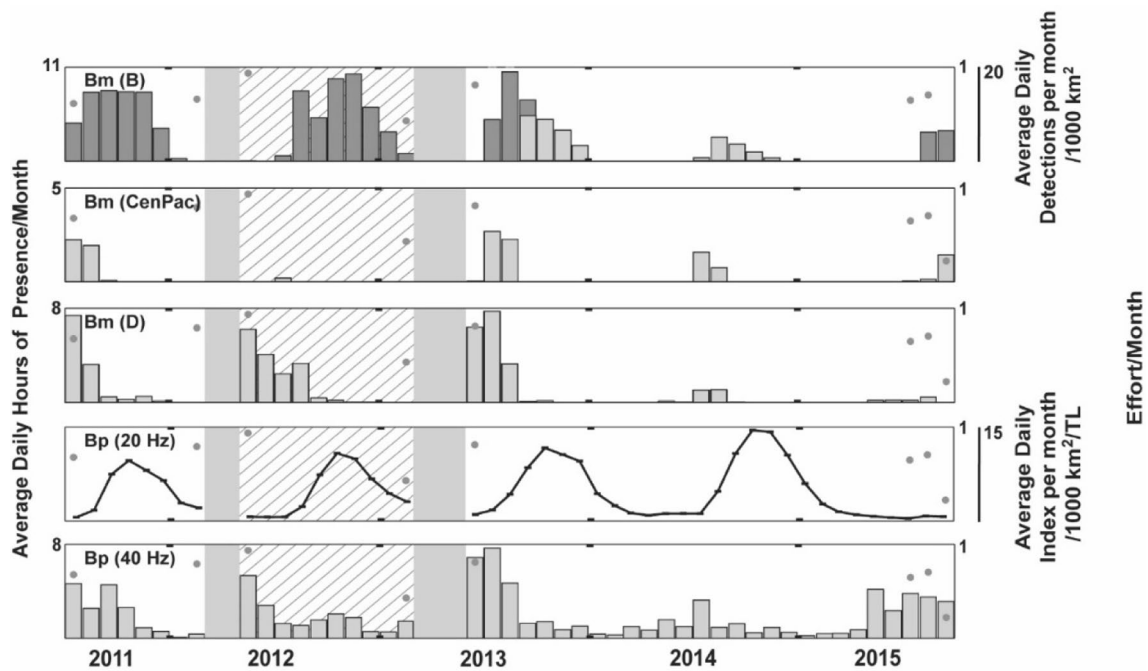 11
Bm (B)
1
20
5
Bm (CenPac)
1
8
Bm (D)
1
Bp (20 Hz)
1
15
8
Bp (40 Hz)
1
2011 2012 2013 2014 2015
Average Daily Hours of Presence/Month
Average Daily
Detections per month
/1000 km²
Average Daily
Index per month
/1000 km²/TL
Effort/Month